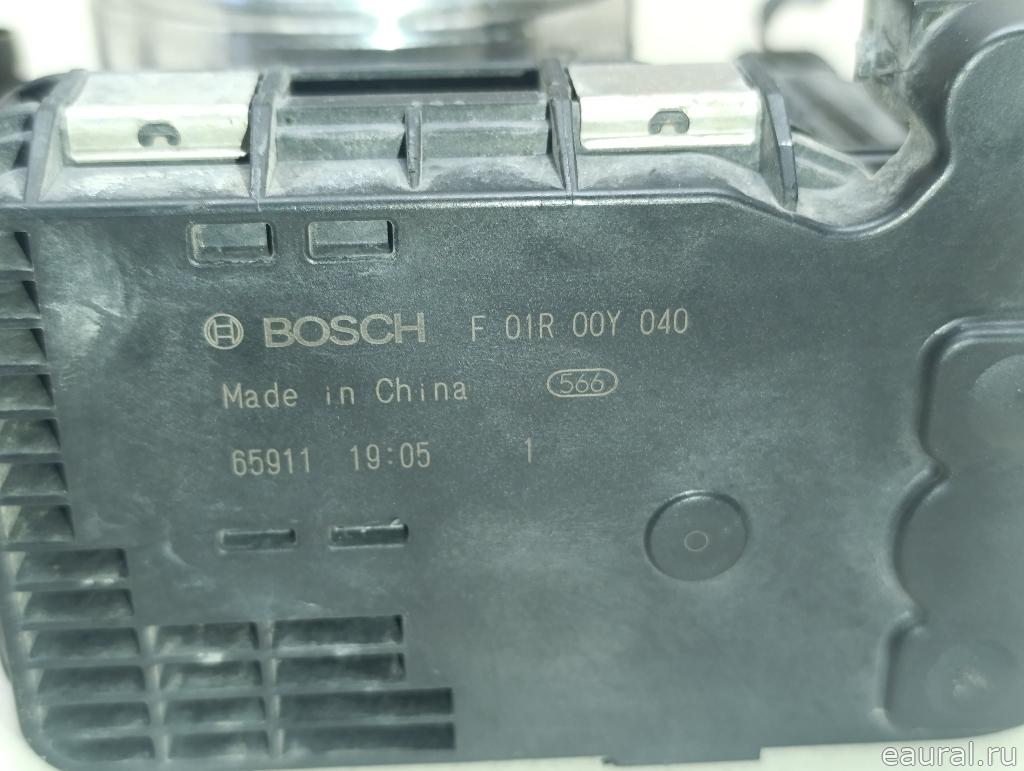 BOSCH F 01R 00Y 040
Made in China 566
65911 19:05 1
eaural.ru